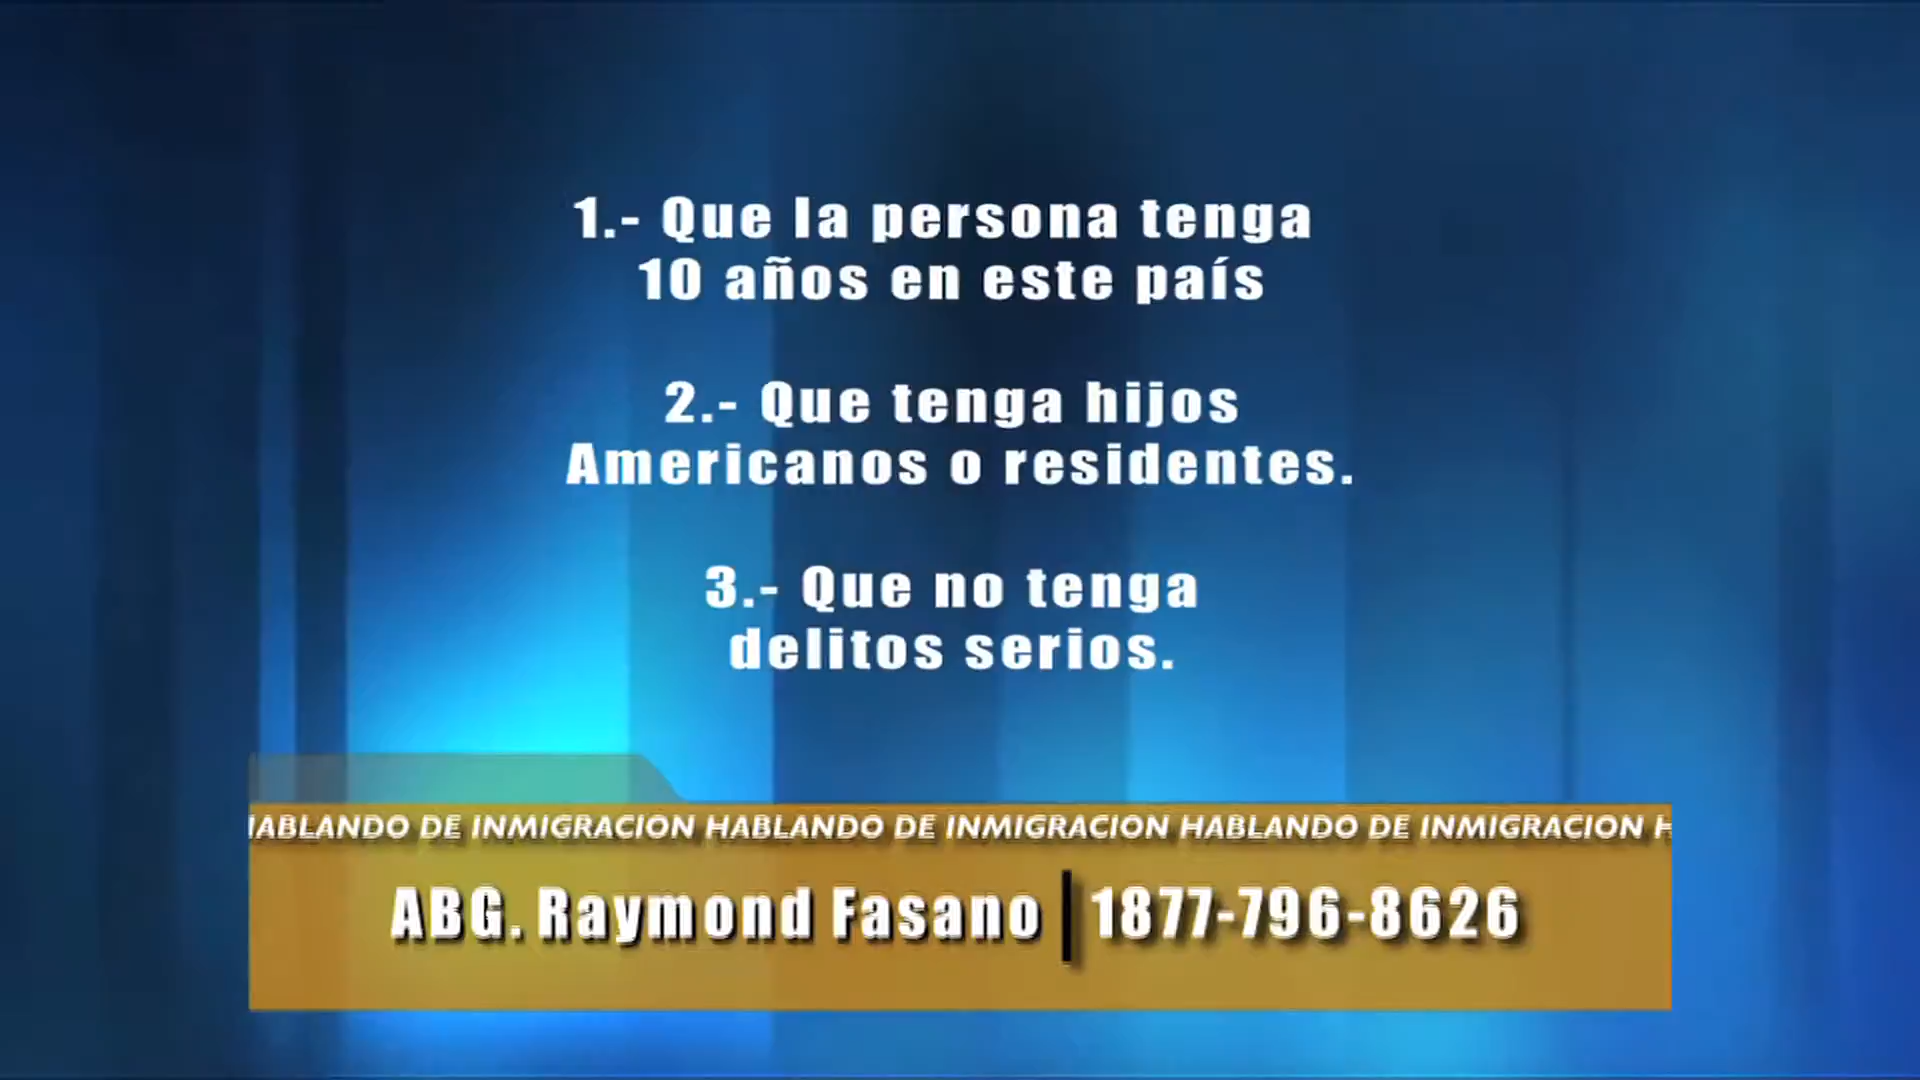 1.- Que la persona tenga
10 años en este país
2.- Que tenga hijos
Americanos o residentes.
3.- Que no tenga
delitos serios.
HABLANDO DE INMIGRACION HABLANDO DE INMIGRACION HABLANDO DE INMIGRACION H
ABG. Raymond Fasano | 1877-796-8626